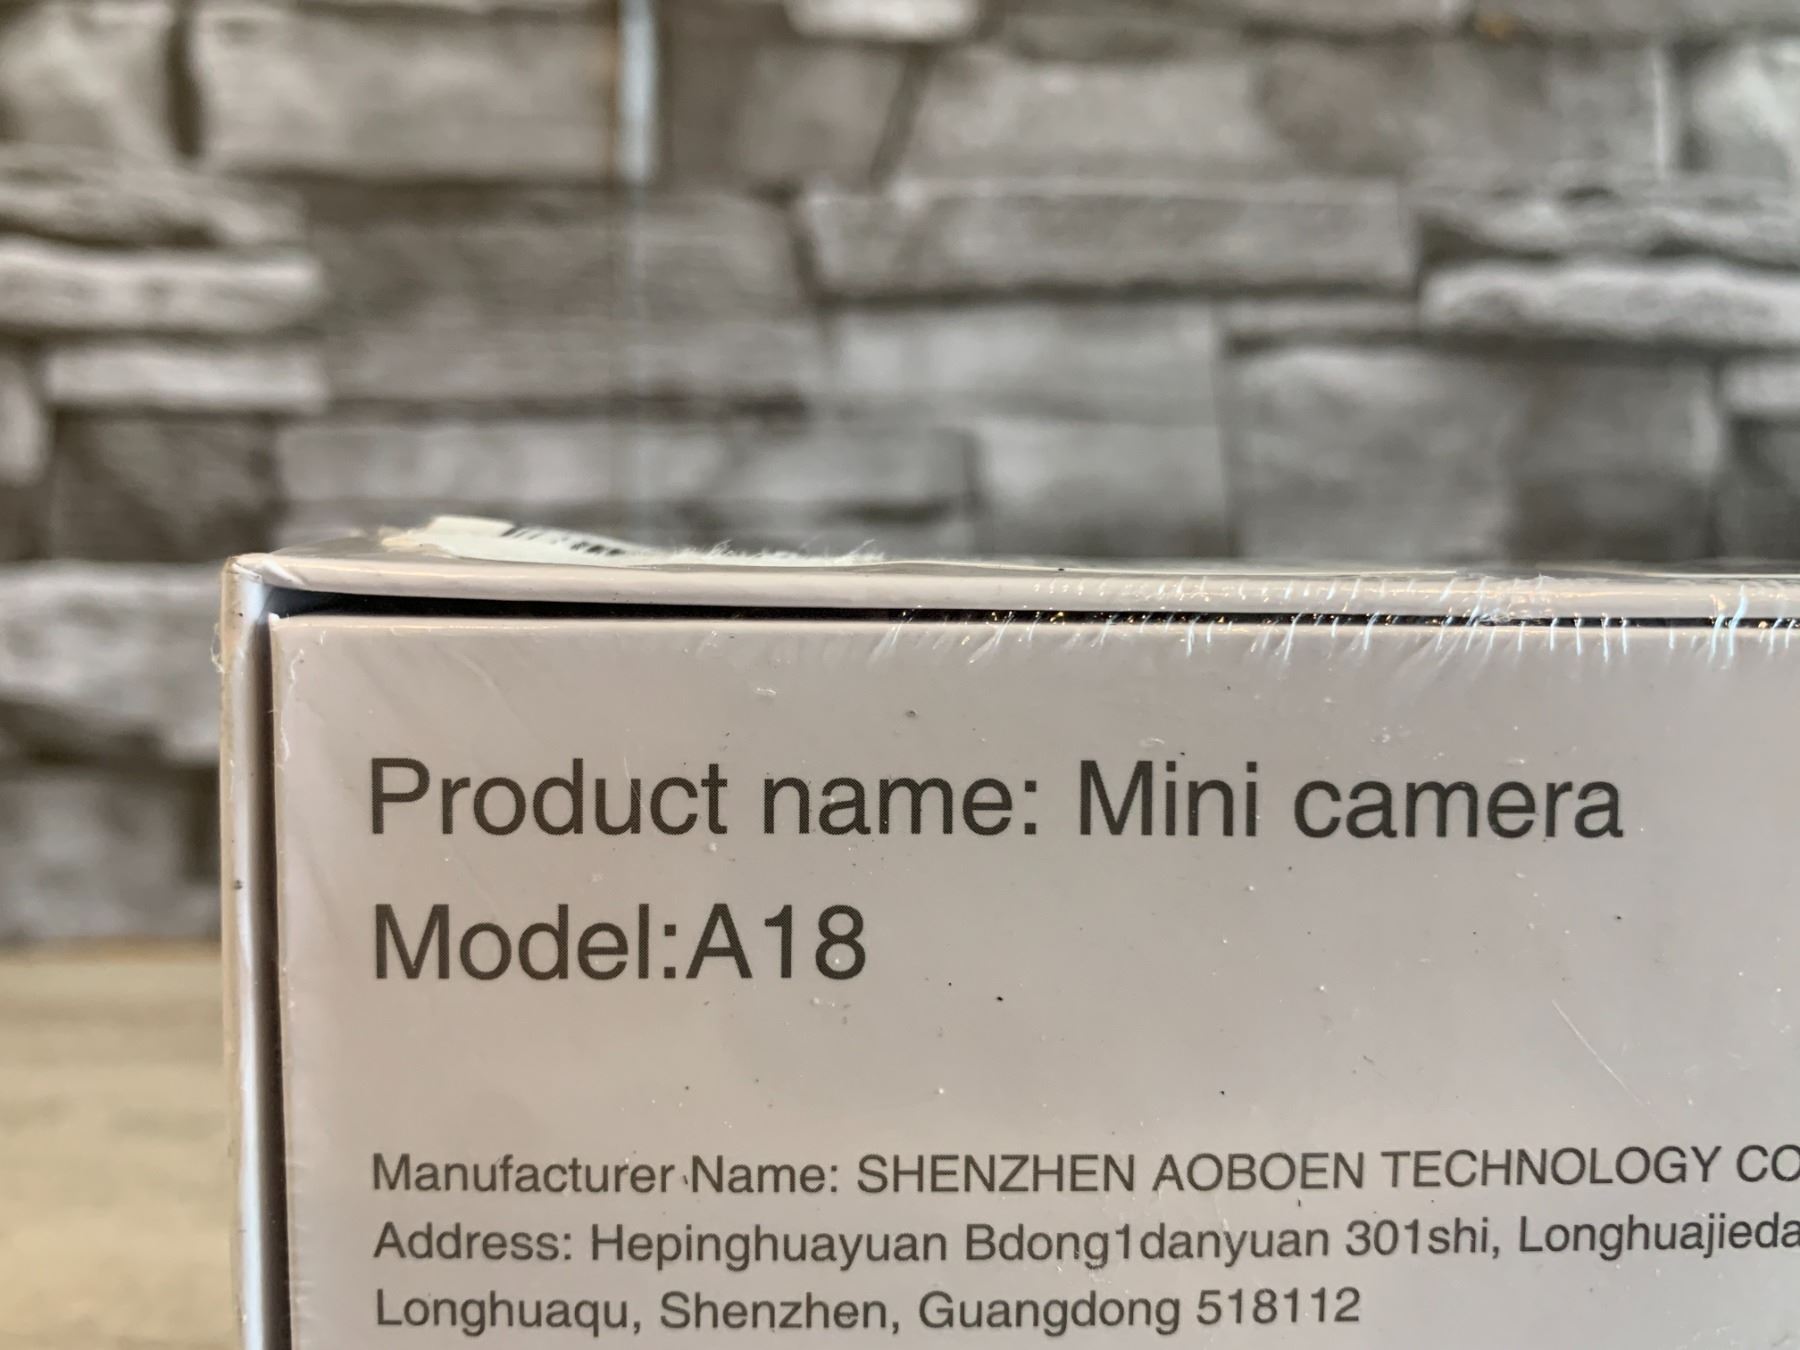 Product name: Mini camera
Model:A18
Manufacturer Name: SHENZHEN AOBOEN TECHNOLOGY CO
Address: Hepinghuayuan Bdong1danyuan 301shi, Longhuajieda
Longhuaqu, Shenzhen, Guangdong 518112